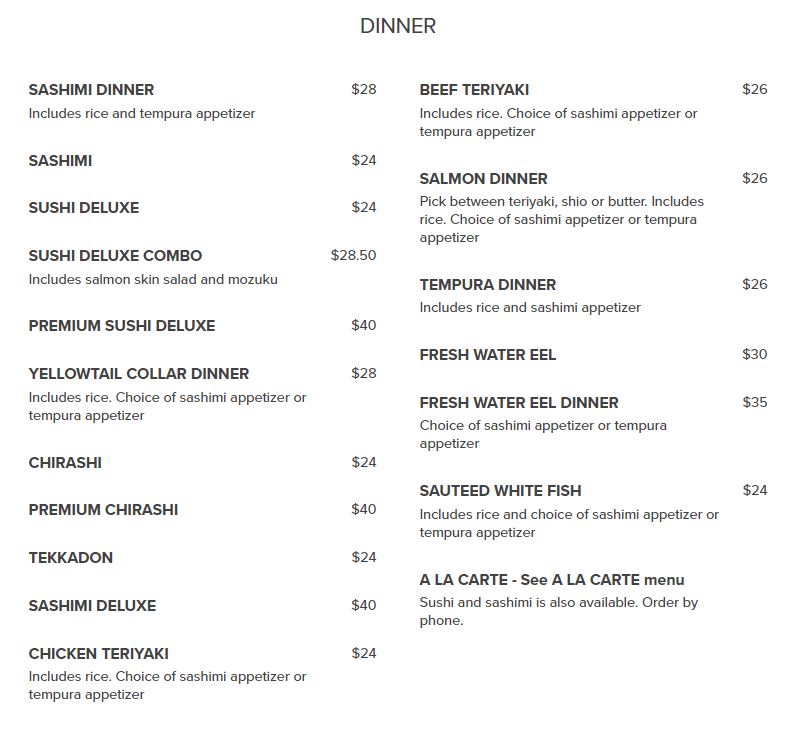 DINNER
SASHIMI DINNER $28
Includes rice and tempura appetizer
SASHIMI $24
SUSHI DELUXE $24
SUSHI DELUXE COMBO $28.50
Includes salmon skin salad and mozuku
PREMIUM SUSHI DELUXE $40
YELLOWTAIL COLLAR DINNER $28
Includes rice. Choice of sashimi appetizer or
tempura appetizer
CHIRASHI $24
PREMIUM CHIRASHI $40
TEKKADON $24
SASHIMI DELUXE $40
CHICKEN TERIYAKI $24
Includes rice. Choice of sashimi appetizer or
tempura appetizer
BEEF TERIYAKI $26
Includes rice. Choice of sashimi appetizer or
tempura appetizer
SALMON DINNER $26
Pick between teriyaki, shio or butter. Includes
rice. Choice of sashimi appetizer or tempura
appetizer
TEMPURA DINNER $26
Includes rice and sashimi appetizer
FRESH WATER EEL $30
FRESH WATER EEL DINNER $35
Choice of sashimi appetizer or tempura
appetizer
SAUTEED WHITE FISH $24
Includes rice and choice of sashimi appetizer or
tempura appetizer
A LA CARTE - See A LA CARTE menu
Sushi and sashimi is also available. Order by
phone.